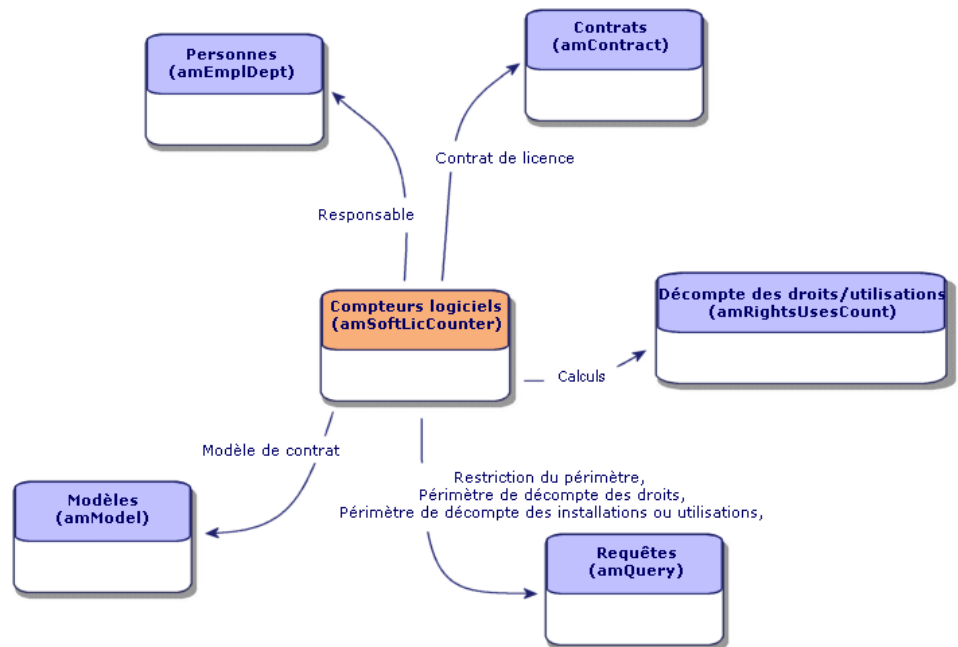 Contrats
(amContract)
Personnes
(amEmplDept)
Contrat de licence
Responsable
Compteurs logiciels
(amSoftLicCounter)
Décompte des droits/utilisations
(amRightsUsesCount)
Calculs
Modèle de contrat
Restriction du périmètre,
Périmètre de décompte des droits,
Périmètre de décompte des installations ou utilisations,
Modèles
(amModel)
Requêtes
(amQuery)